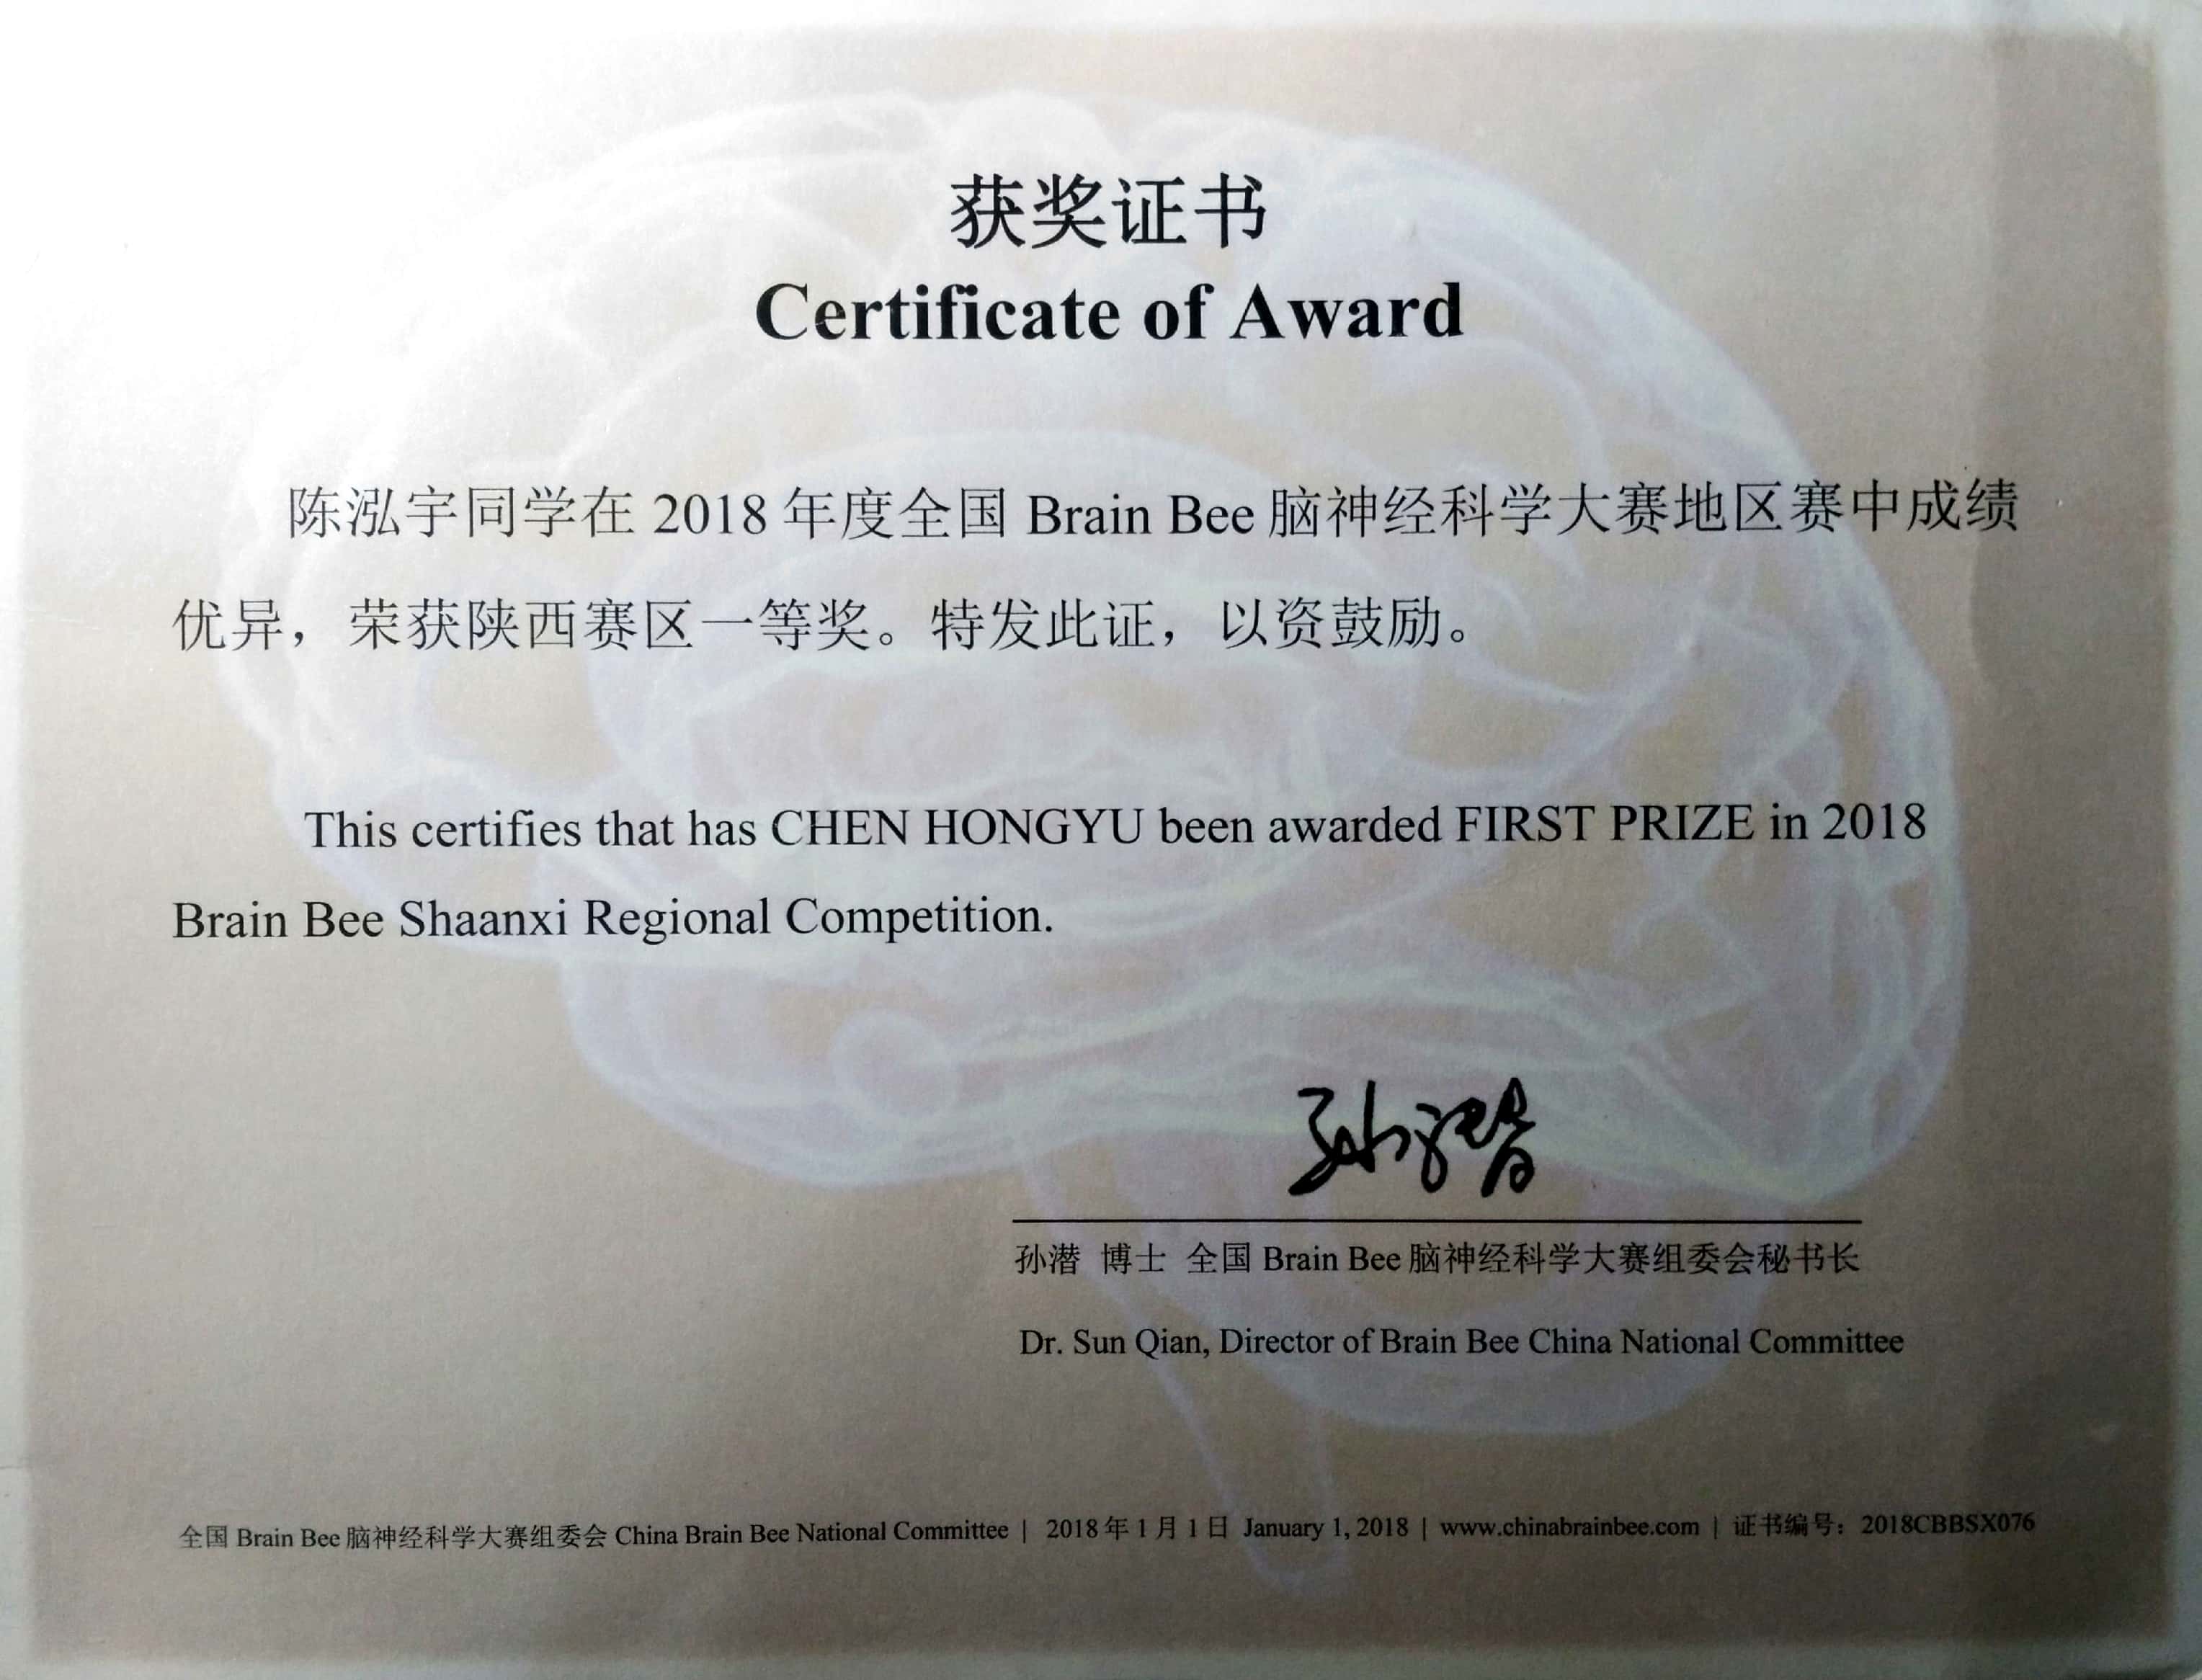 获奖证书
Certificate of Award
陈泓宇同学在 2018 年度全国 Brain Bee 脑神经科学大赛地区赛中成绩
优异，荣获陕西赛区一等奖。特发此证，以资鼓励。
This certifies that has CHEN HONGYU been awarded FIRST PRIZE in 2018
Brain Bee Shaanxi Regional Competition.
孙潜
孙潜 博士 全国 Brain Bee 脑神经科学大赛组委会秘书长
Dr. Sun Qian, Director of Brain Bee China National Committee
全国 Brain Bee 脑神经科学大赛组委会 China Brain Bee National Committee | 2018 年 1 月 1 日 January 1, 2018 | www.chinabrainbee.com | 证书编号：2018CBBSX076